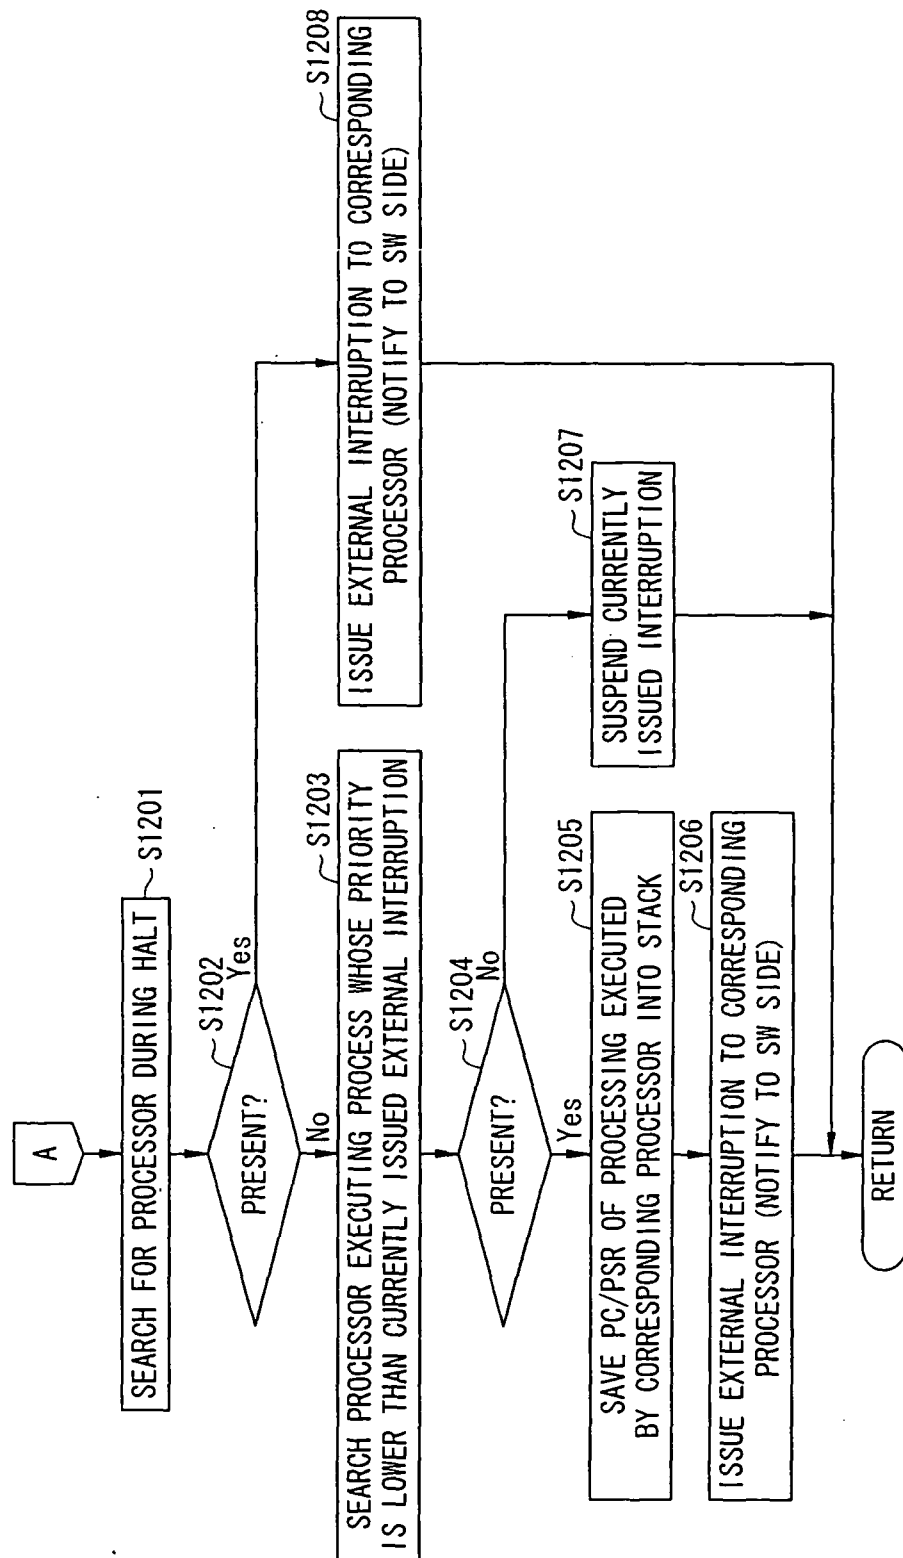 A
SEARCH FOR PROCESSOR DURING HALT
S1201
PRESENT?
S1202
Yes
No
SEARCH PROCESSOR EXECUTING PROCESS WHOSE PRIORITY
IS LOWER THAN CURRENTLY ISSUED EXTERNAL INTERRUPTION
S1203
PRESENT?
S1204
No
Yes
SAVE PC/PSR OF PROCESSING EXECUTED
BY CORRESPONDING PROCESSOR INTO STACK
S1205
ISSUE EXTERNAL INTERRUPTION TO CORRESPONDING
PROCESSOR (NOTIFY TO SW SIDE)
S1206
SUSPEND CURRENTLY
ISSUED INTERRUPTION
S1207
ISSUE EXTERNAL INTERRUPTION TO CORRESPONDING
PROCESSOR (NOTIFY TO SW SIDE)
S1208
RETURN